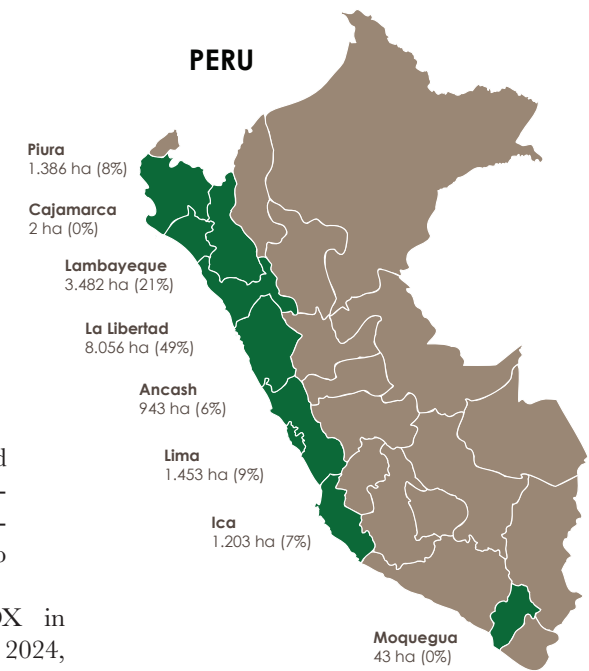 PERU
Piura
1.386 ha (8%)
Cajamarca
2 ha (0%)
Lambayeque
3.482 ha (21%)
La Libertad
8.056 ha (49%)
Ancash
943 ha (6%)
Lima
1.453 ha (9%)
Ica
1.203 ha (7%)
Moquegua
43 ha (0%)
in
2024,